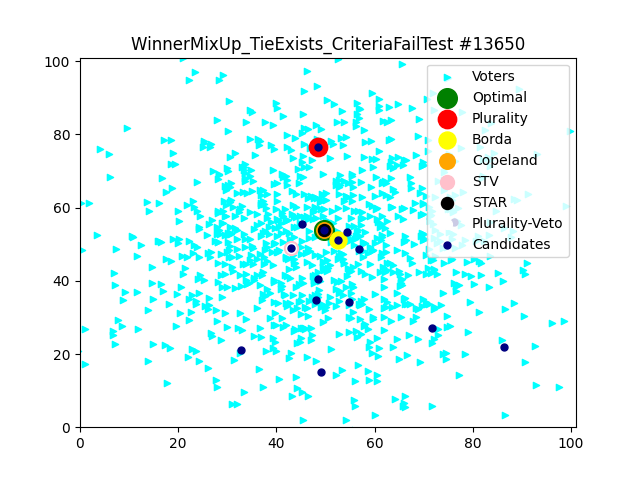 WinnerMixUp_TieExists_CriteriaFailTest #13650
100
80
60
40
20
0
0
20
40
60
80
100
Voters
Optimal
Plurality
Borda
Copeland
STV
STAR
Plurality-Veto
Candidates